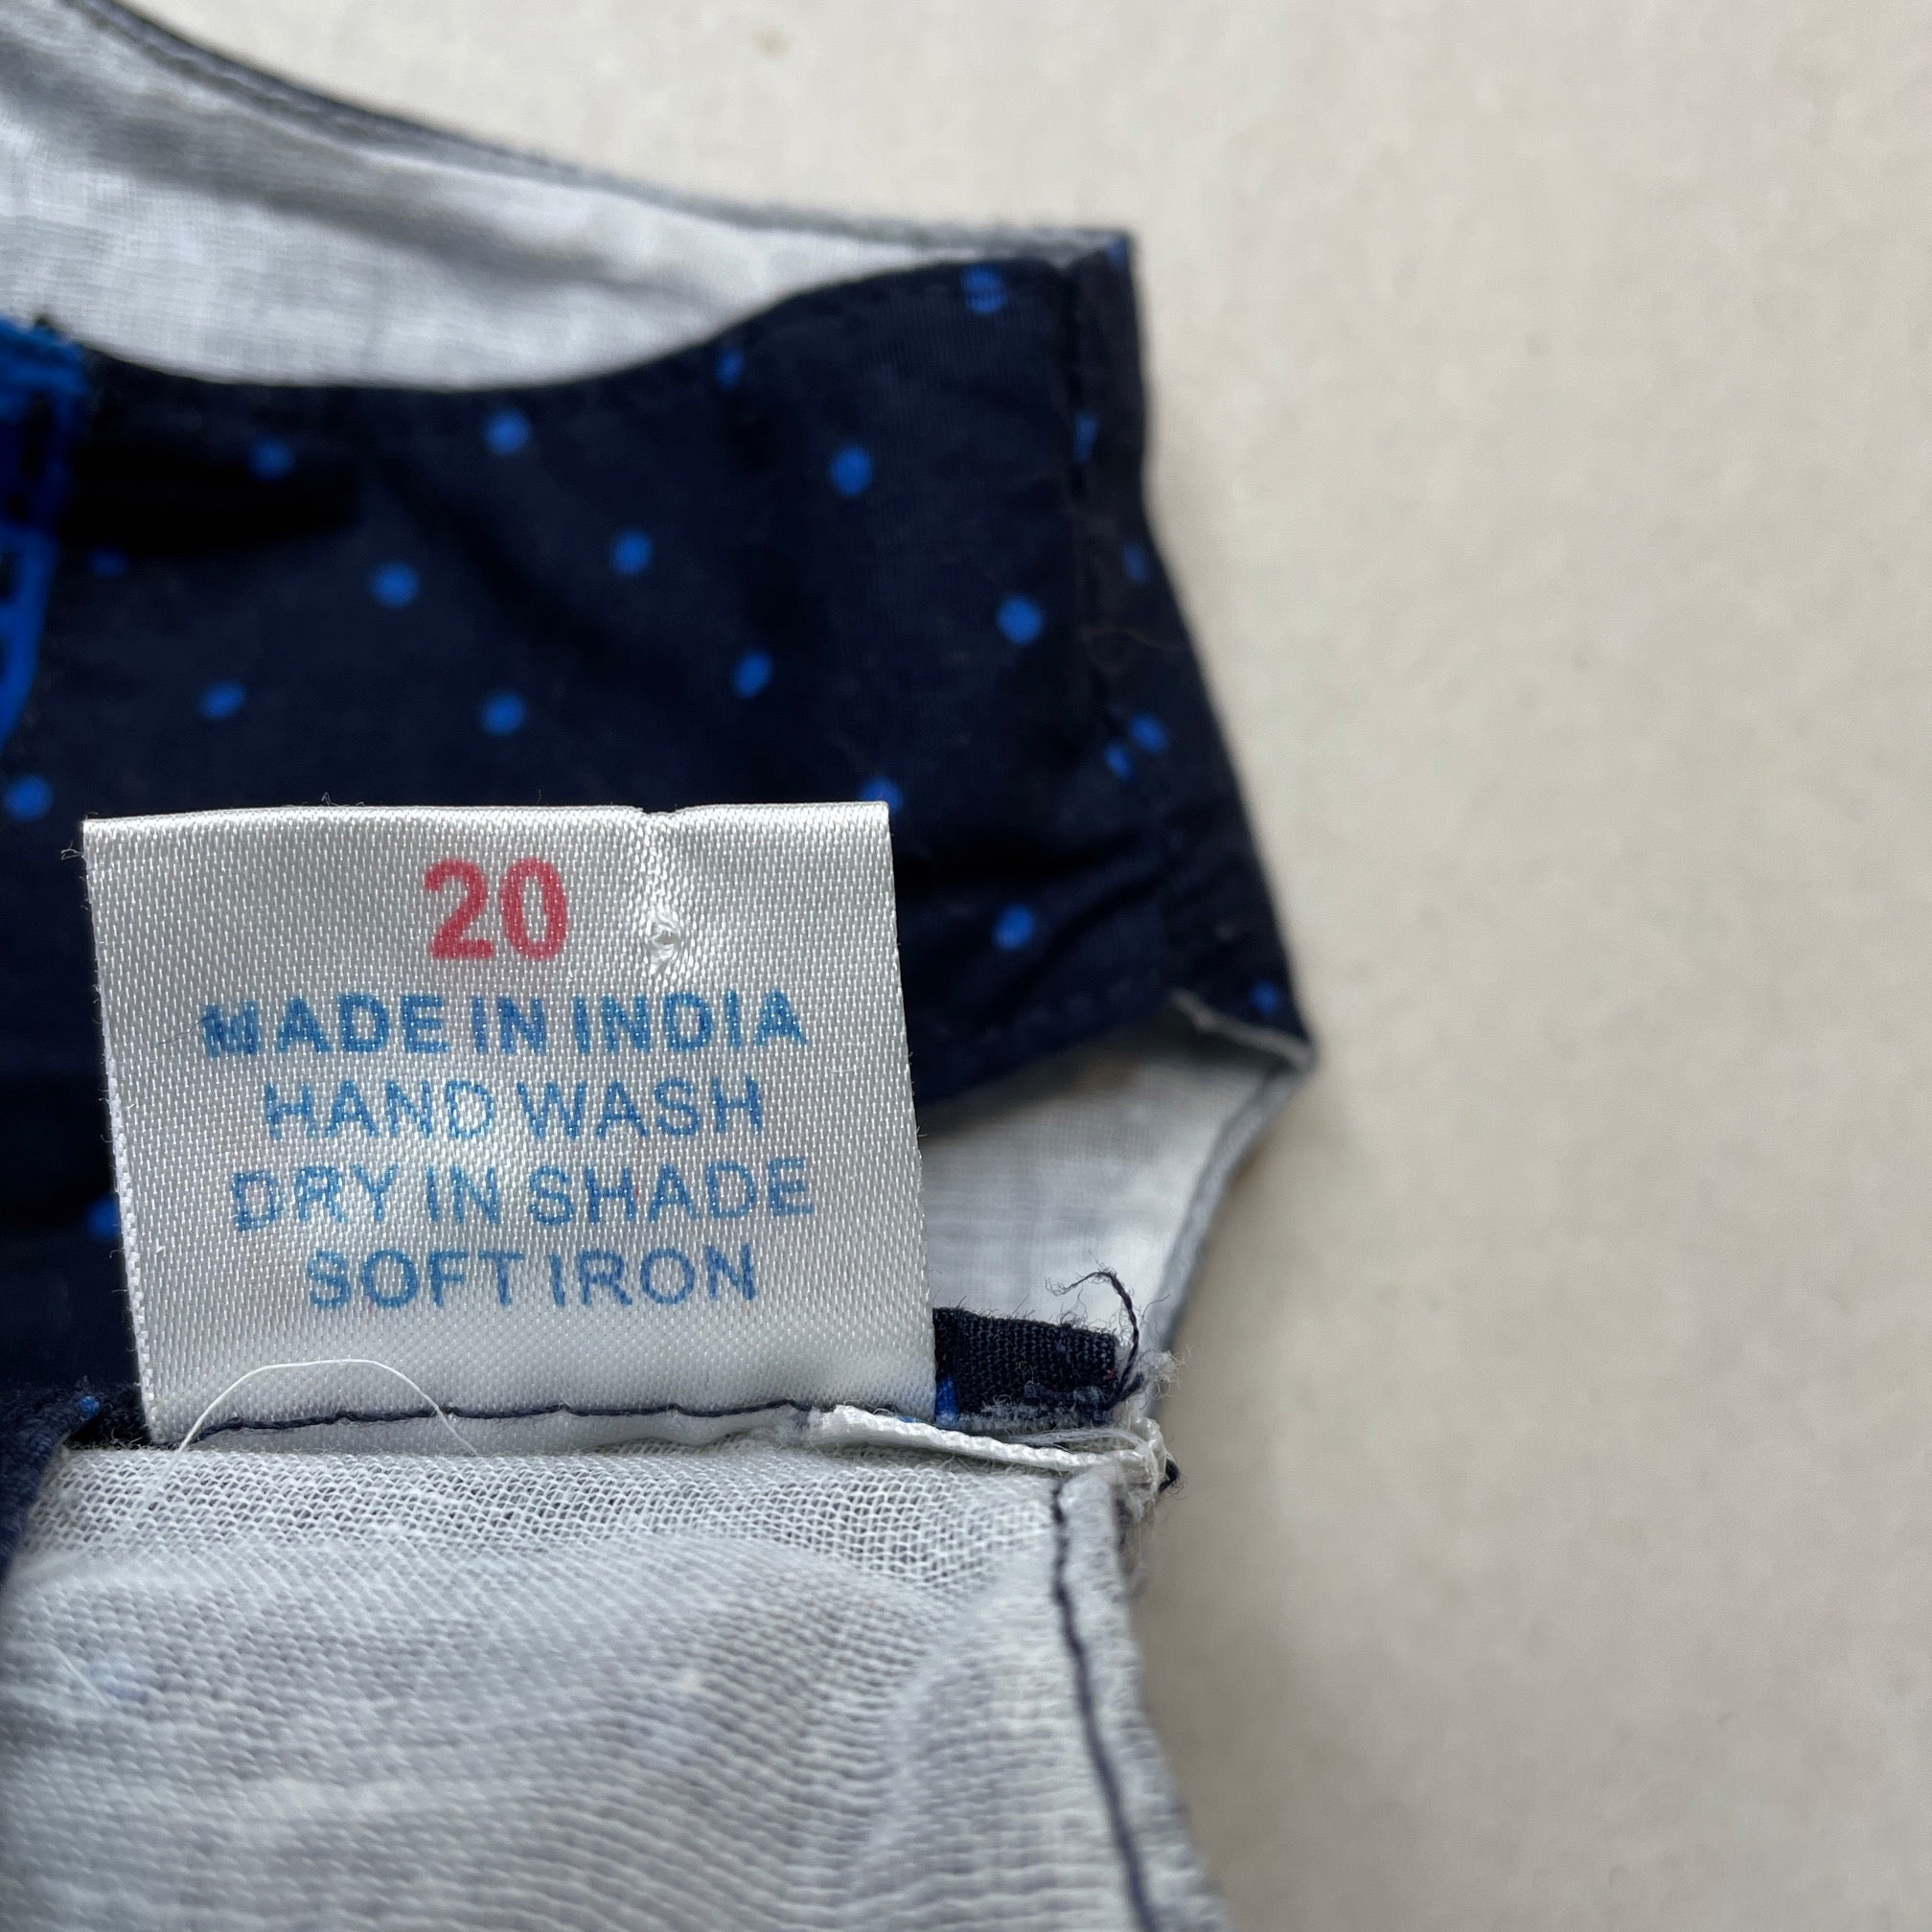 20
MADE IN INDIA
HAND WASH
DRY IN SHADE
SOFT IRON